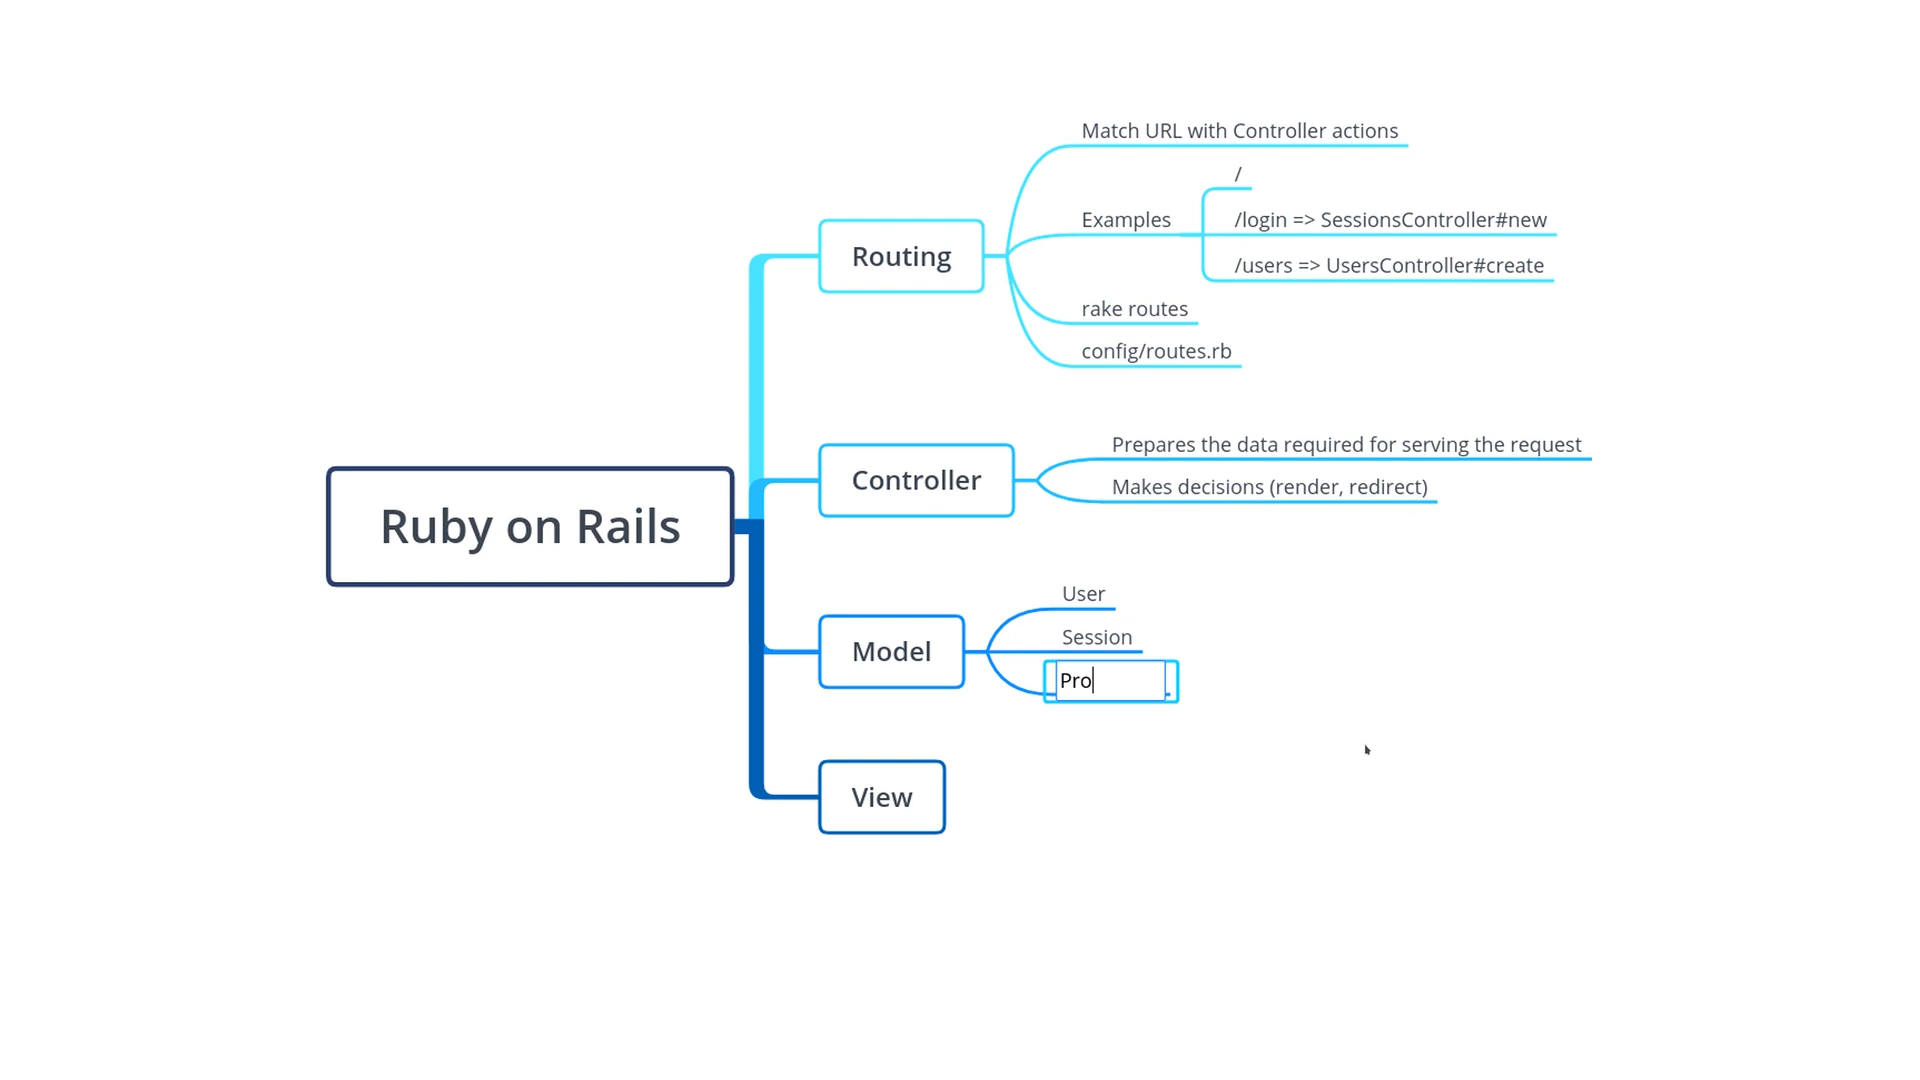 Ruby on Rails
Routing
Match URL with Controller actions
Examples
/
/login => SessionsController#new
/users => UsersController#create
rake routes
config/routes.rb
Controller
Prepares the data required for serving the request
Makes decisions (render, redirect)
Model
User
Session
Pro
View